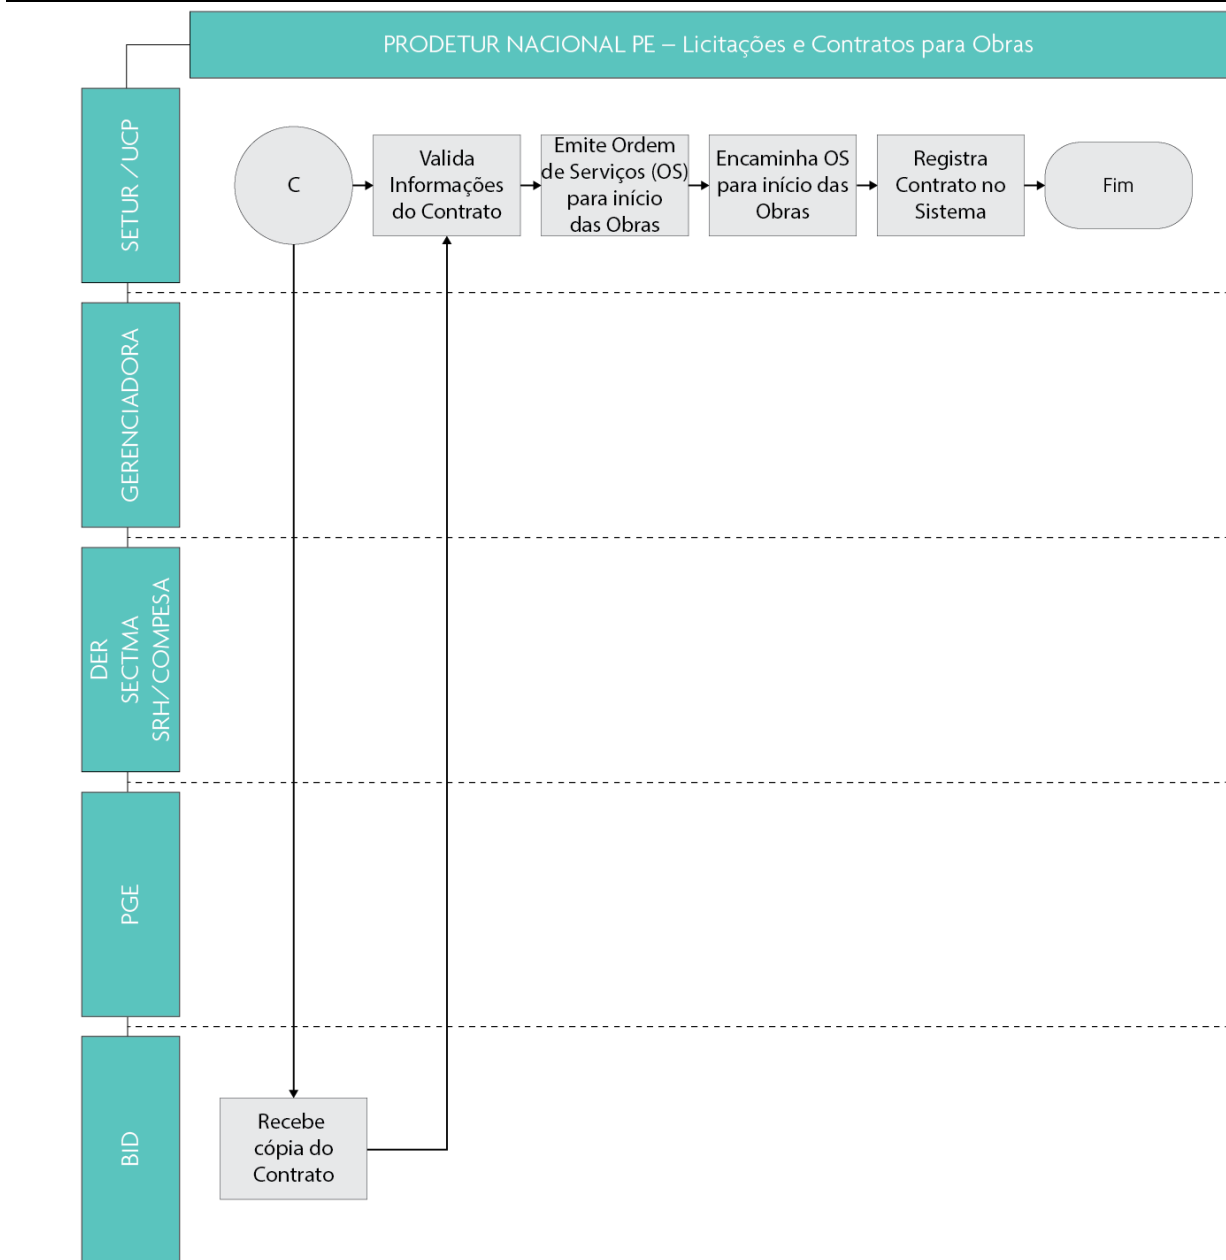 PRODETUR NACIONAL PE – Licitações e Contratos para Obras
SETUR /UCP
C
Valida
Informações
do Contrato
Emite Ordem
de Serviços (OS)
para início
das Obras
Encaminha OS
para início das
Obras
Registra
Contrato no
Sistema
Fim
GERENCIADORA
DER
SECTMA
SRH/COMPESA
PGE
BID
Recebe
cópia do
Contrato